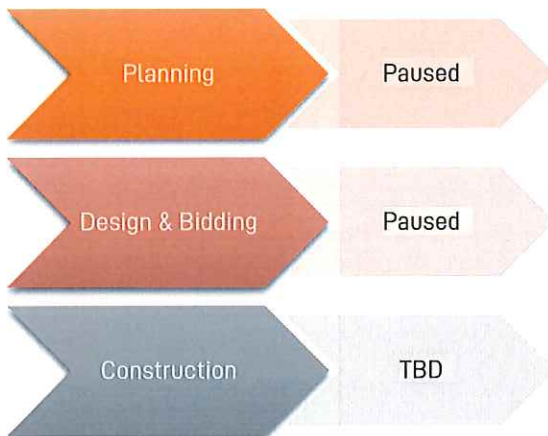 Planning
Paused
Design & Bidding
Paused
Construction
TBD